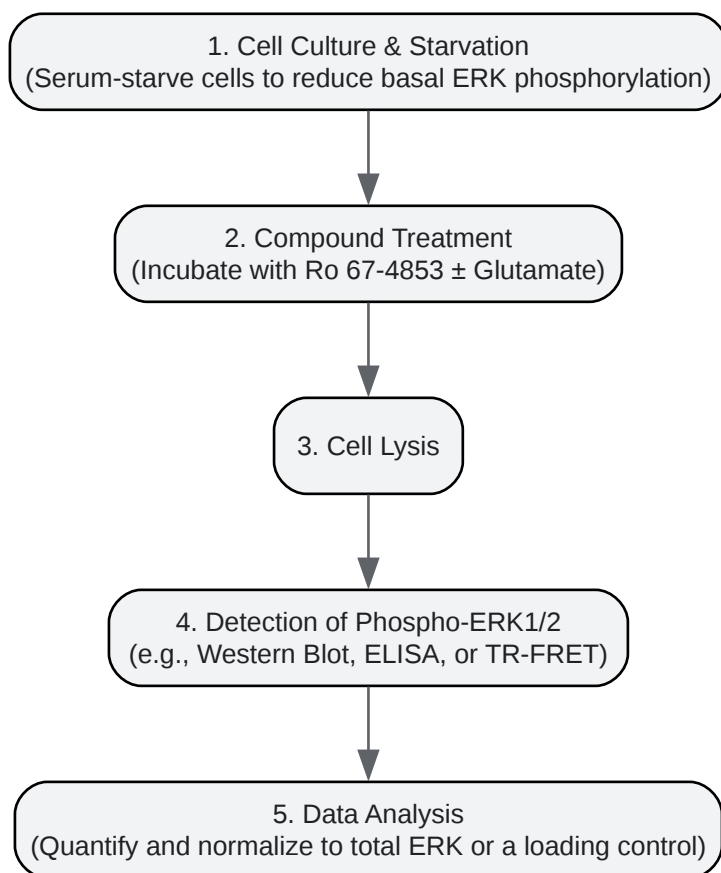 1. Cell Culture & Starvation
(Serum-starve cells to reduce basal ERK phosphorylation)
2. Compound Treatment
(Incubate with Ro 67-4853 ± Glutamate)
3. Cell Lysis
4. Detection of Phospho-ERK1/2
(e.g., Western Blot, ELISA, or TR-FRET)
5. Data Analysis
(Quantify and normalize to total ERK or a loading control)